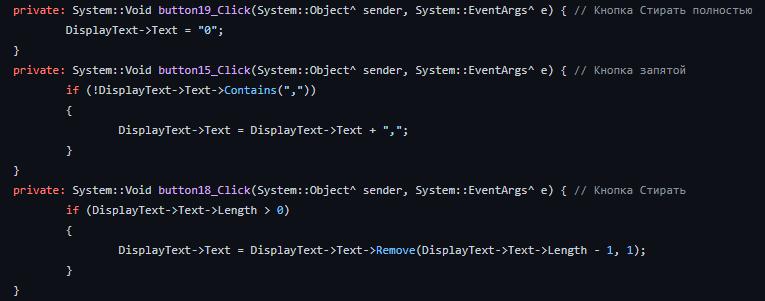 private: System::Void button19_Click(System::Object^ sender, System::EventArgs^ e) { // Кнопка Стирать полностью
        DisplayText->Text = "0";
}
private: System::Void button15_Click(System::Object^ sender, System::EventArgs^ e) { // Кнопка запятой
        if (!DisplayText->Text->Contains(","))
        {
                DisplayText->Text = DisplayText->Text + ",";
        }
}
private: System::Void button18_Click(System::Object^ sender, System::EventArgs^ e) { // Кнопка Стирать
        if (DisplayText->Text->Length > 0)
        {
                DisplayText->Text = DisplayText->Text->Remove(DisplayText->Text->Length - 1, 1);
        }
}